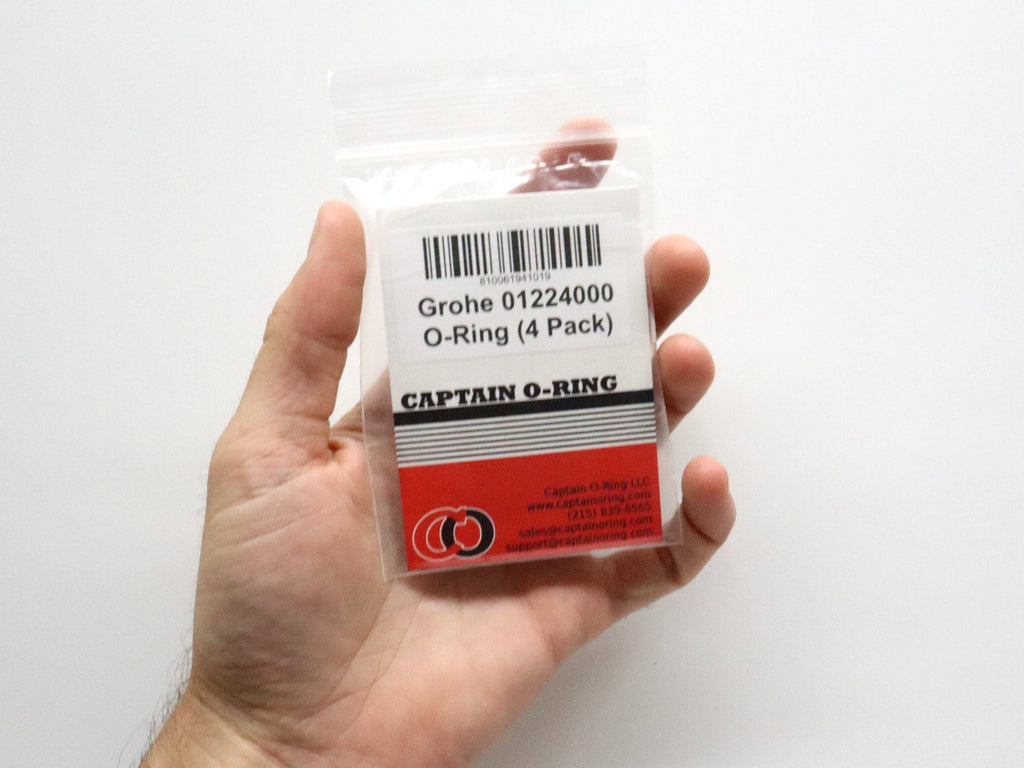 810061941019
Grohe 01224000
O-Ring (4 Pack)
CAPTAIN O-RING
Captain O-Ring LLC
www.captainoring.com
(215) 839-6565
sales@captainoring.com
support@captainoring.com